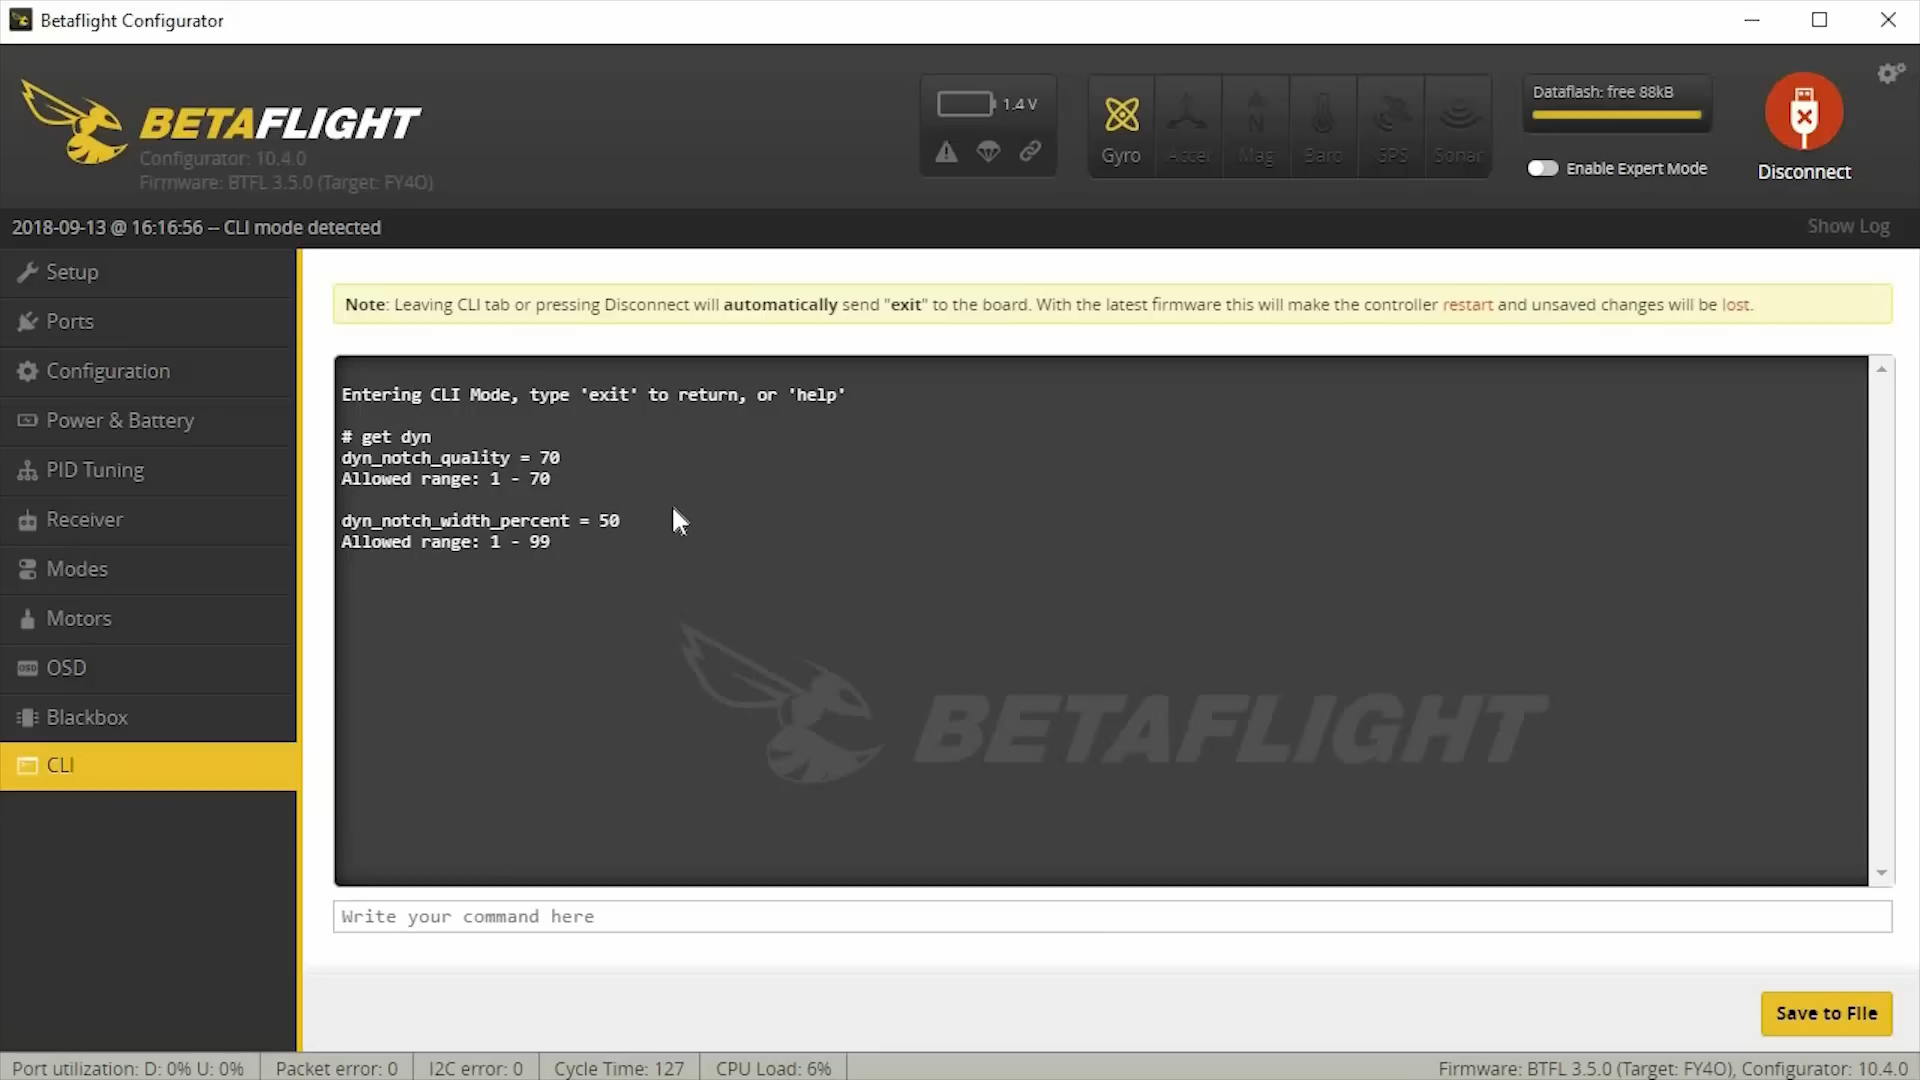 Betaflight Configurator
BETAFLIGHT
Configurator: 10.4.0
Firmware: BTFL 3.5.0 (Target: FY4O)
1.4 V
Gyro
Accel
Mag
Baro
GPS
Sonar
Dataflash: free 88kB
Enable Expert Mode
Disconnect
2018-09-13 @ 16:16:56 -- CLI mode detected
Show Log
Setup
Ports
Configuration
Power & Battery
PID Tuning
Receiver
Modes
Motors
OSD
Blackbox
CLI
Note: Leaving CLI tab or pressing Disconnect will automatically send "exit" to the board. With the latest firmware this will make the controller restart and unsaved changes will be lost.
Entering CLI Mode, type 'exit' to return, or 'help'
# get dyn
dyn_notch_quality = 70
Allowed range: 1 - 70
dyn_notch_width_percent = 50
Allowed range: 1 - 99
BETAFLIGHT
Write your command here
Save to File
Port utilization: D: 0% U: 0%
Packet error: 0
I2C error: 0
Cycle Time: 127
CPU Load: 6%
Firmware: BTFL 3.5.0 (Target: FY4O), Configurator: 10.4.0